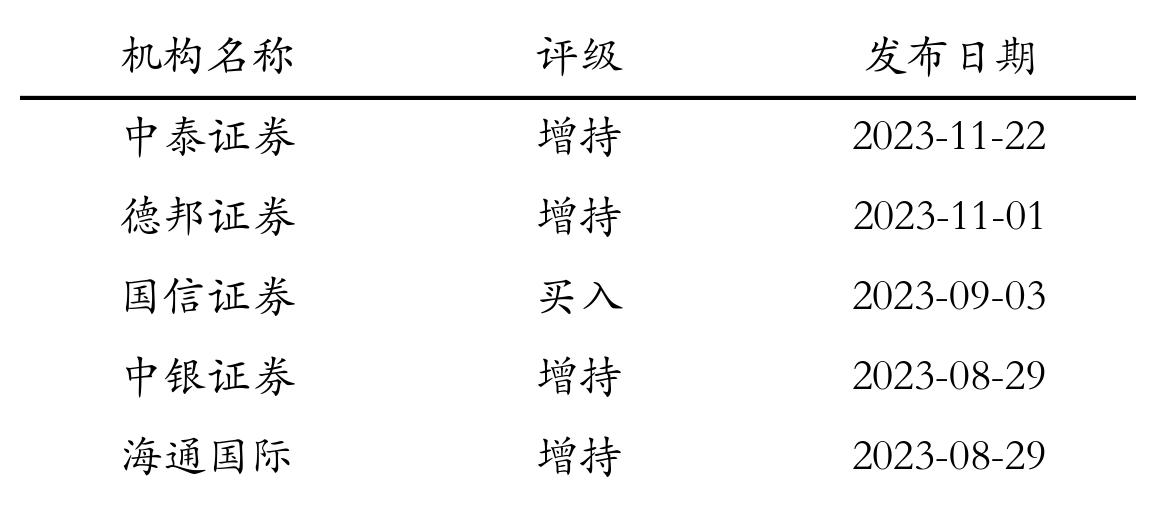 机构名称 评级 发布日期
中泰证券 增持 2023-11-22
德邦证券 增持 2023-11-01
国信证券 买入 2023-09-03
中银证券 增持 2023-08-29
海通国际 增持 2023-08-29